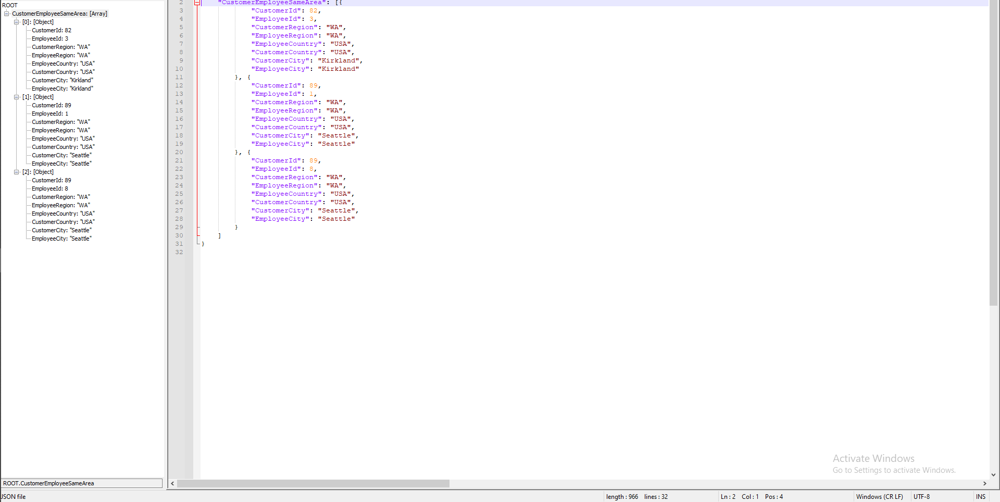 ROOT
CustomerEmployeeSameArea: [Array]
[0]: [Object]
CustomerId: 82
EmployeeId: 3
CustomerRegion: "WA"
EmployeeRegion: "WA"
EmployeeCountry: "USA"
CustomerCountry: "USA"
CustomerCity: "Kirkland"
EmployeeCity: "Kirkland"
[1]: [Object]
CustomerId: 89
EmployeeId: 1
CustomerRegion: "WA"
EmployeeRegion: "WA"
EmployeeCountry: "USA"
CustomerCountry: "USA"
CustomerCity: "Seattle"
EmployeeCity: "Seattle"
[2]: [Object]
CustomerId: 89
EmployeeId: 8
CustomerRegion: "WA"
EmployeeRegion: "WA"
EmployeeCountry: "USA"
CustomerCountry: "USA"
CustomerCity: "Seattle"
EmployeeCity: "Seattle"
ROOT.CustomerEmployeeSameArea
2 "CustomerEmployeeSameArea": [{
3 "CustomerId": 82,
4 "EmployeeId": 3,
5 "CustomerRegion": "WA",
6 "EmployeeRegion": "WA",
7 "EmployeeCountry": "USA",
8 "CustomerCountry": "USA",
9 "CustomerCity": "Kirkland",
10 "EmployeeCity": "Kirkland"
11 }, {
12 "CustomerId": 89,
13 "EmployeeId": 1,
14 "CustomerRegion": "WA",
15 "EmployeeRegion": "WA",
16 "EmployeeCountry": "USA",
17 "CustomerCountry": "USA",
18 "CustomerCity": "Seattle",
19 "EmployeeCity": "Seattle"
20 }, {
21 "CustomerId": 89,
22 "EmployeeId": 8,
23 "CustomerRegion": "WA",
24 "EmployeeRegion": "WA",
25 "EmployeeCountry": "USA",
26 "CustomerCountry": "USA",
27 "CustomerCity": "Seattle",
28 "EmployeeCity": "Seattle"
29 }
30 ]
31 }
32
Activate Windows
Go to Settings to activate Windows.
JSON file length : 966 lines : 32 Ln : 2 Col : 1 Pos : 4 Windows (CR LF) UTF-8 INS